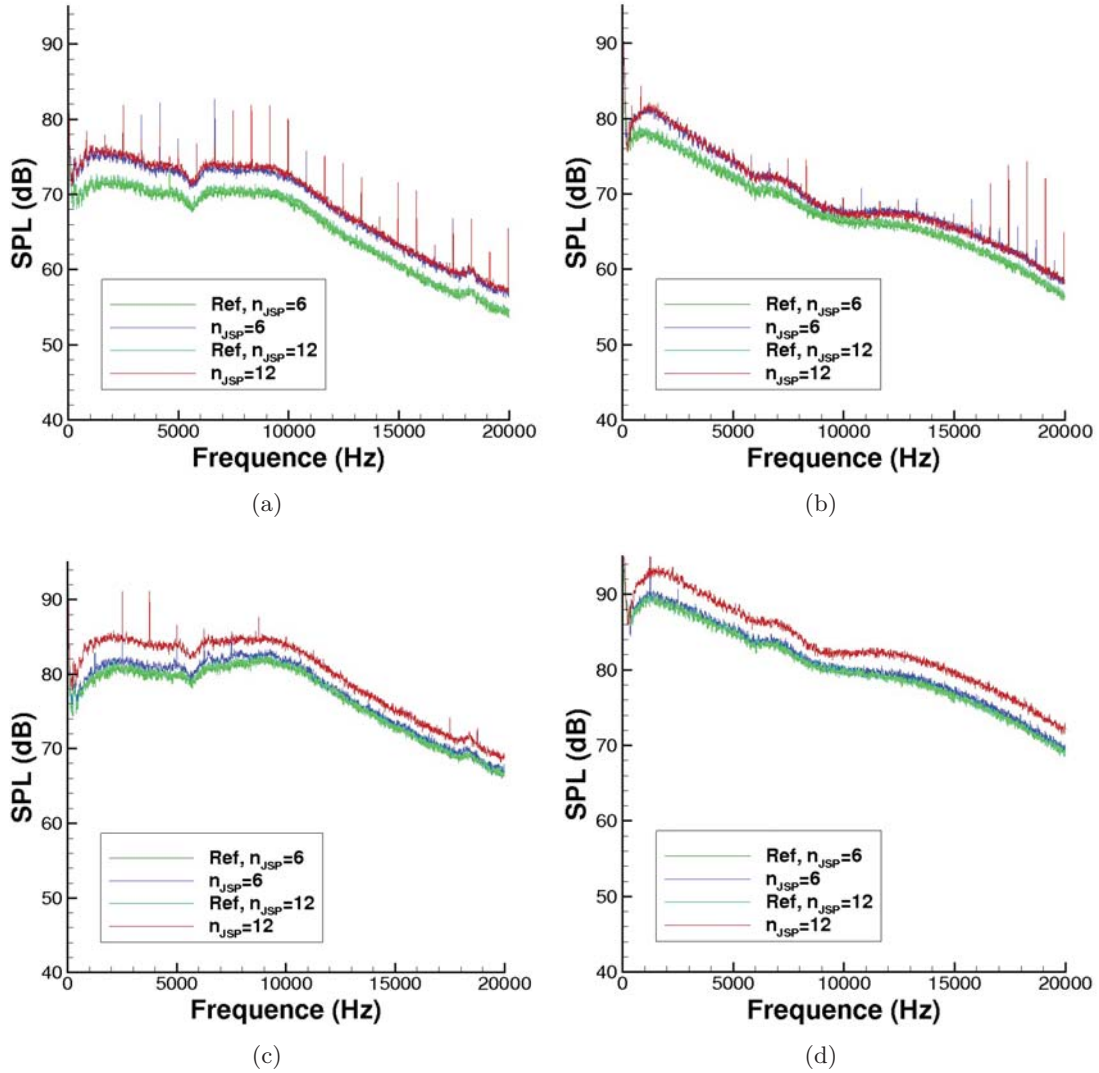 90
80
70
60
50
40
SPL (dB)
Ref, nJSP=6
nJSP=6
Ref, nJSP=12
nJSP=12
0 5000 10000 15000 20000
Frequence (Hz)
(a)
90
80
70
60
50
40
SPL (dB)
Ref, nJSP=6
nJSP=6
Ref, nJSP=12
nJSP=12
0 5000 10000 15000 20000
Frequence (Hz)
(b)
90
80
70
60
50
40
SPL (dB)
Ref, nJSP=6
nJSP=6
Ref, nJSP=12
nJSP=12
0 5000 10000 15000 20000
Frequence (Hz)
(c)
90
80
70
60
50
40
SPL (dB)
Ref, nJSP=6
nJSP=6
Ref, nJSP=12
nJSP=12
0 5000 10000 15000 20000
Frequence (Hz)
(d)